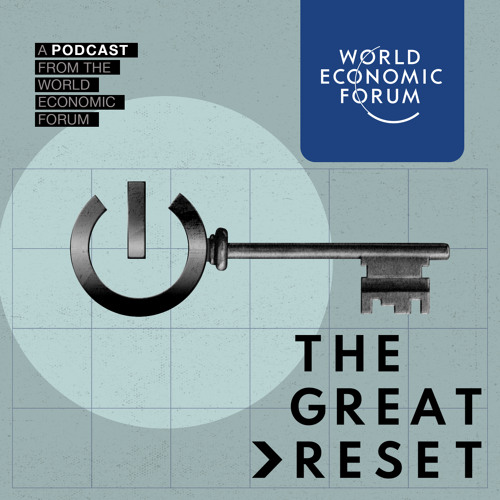 A PODCAST
FROM THE
WORLD
ECONOMIC
FORUM
WORLD
ECONOMIC
FORUM
THE
GREAT
>RESET